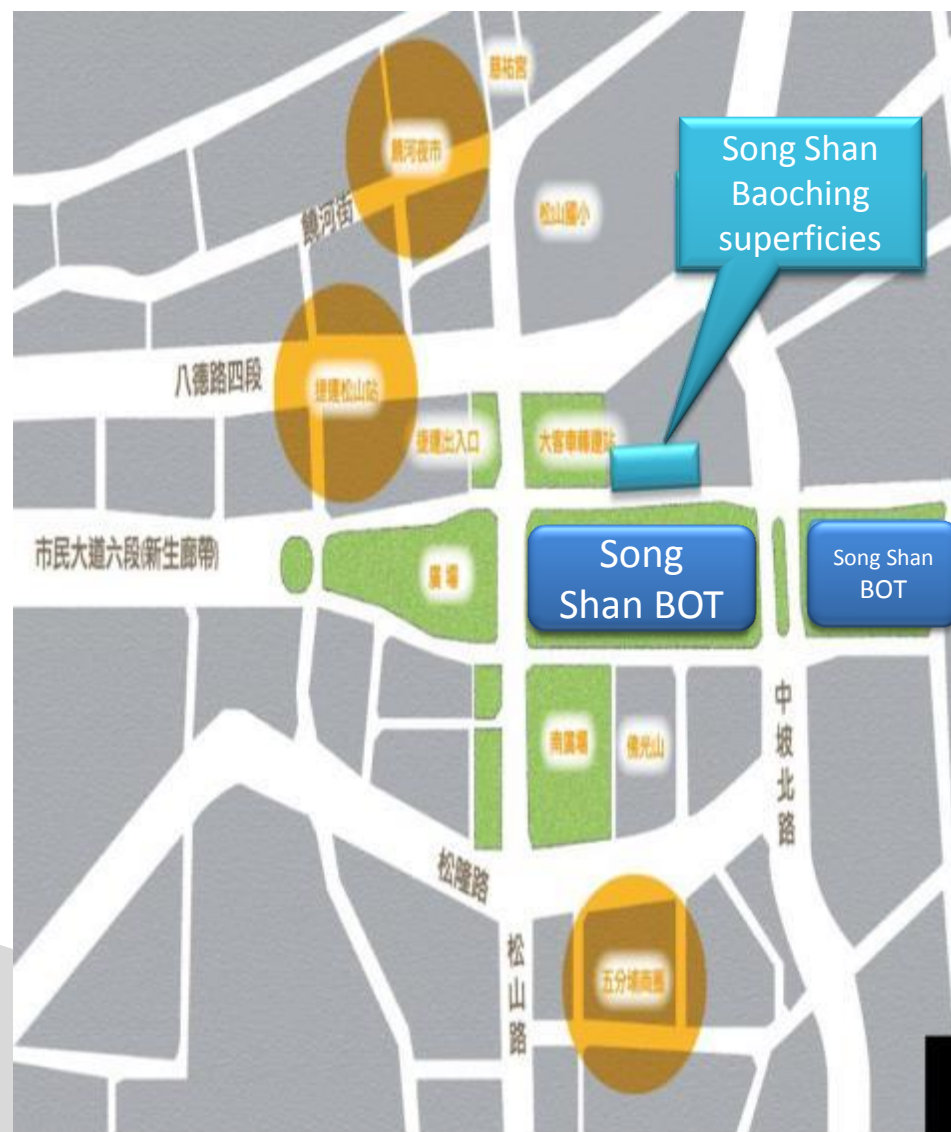 慈祐宮
饒河夜市
Song Shan
Baoching
superficies
饒河街
松山國小
八德路四段
捷運松山站
捷運出入口
大客車轉運站
市民大道六段(新生廊帶)
廣場
Song
Shan BOT
Song Shan
BOT
南廣場
佛光山
中坡北路
松隆路
松山路
五分埔商圈